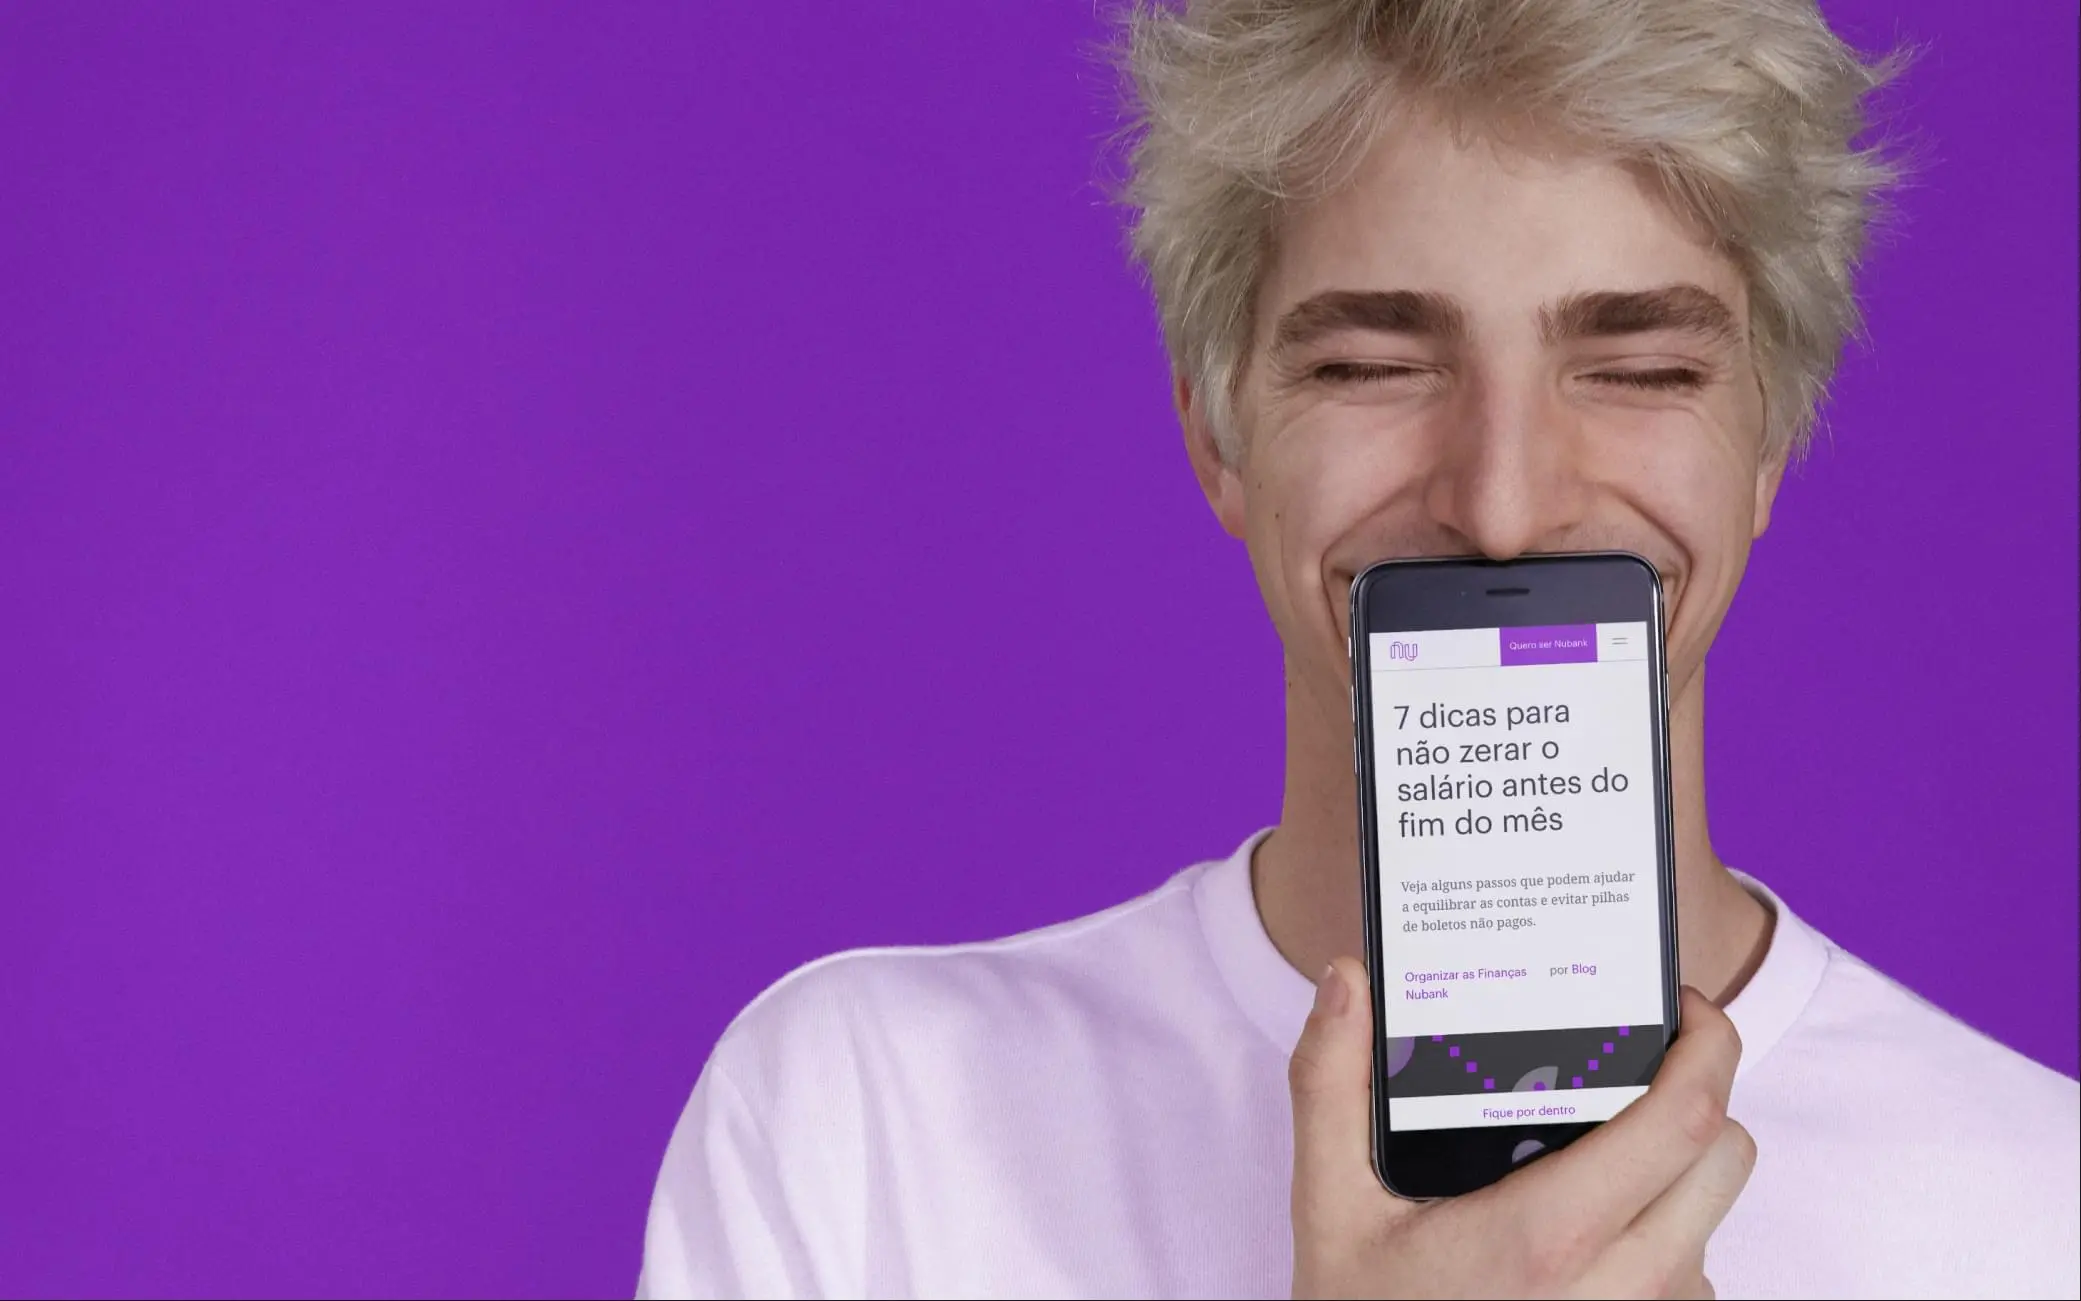 nu
Quero ser Nubank
7 dicas para
não zerar o
salário antes do
fim do mês
Veja alguns passos que podem ajudar
a equilibrar as contas e evitar pilhas
de boletos não pagos.
Organizar as Finanças por Blog
Nubank
Fique por dentro